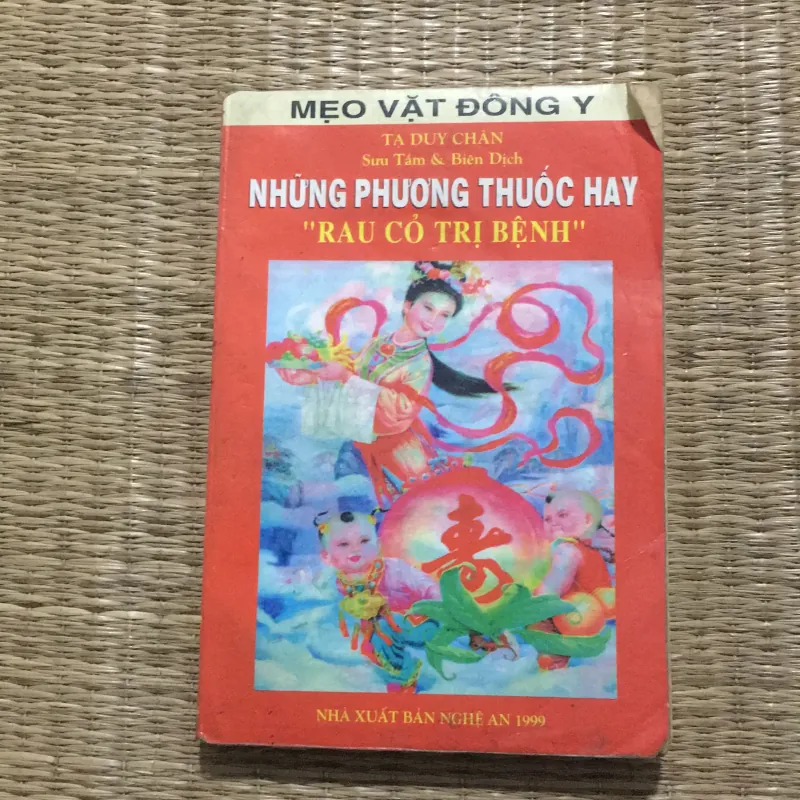 MẸO VẶT ĐÔNG Y
TẠ DUY CHÂN
Sưu Tầm & Biên Dịch
NHỮNG PHƯƠNG THUỐC HAY
"RAU CỎ TRỊ BỆNH"
寿
NHÀ XUẤT BẢN NGHỆ AN 1999